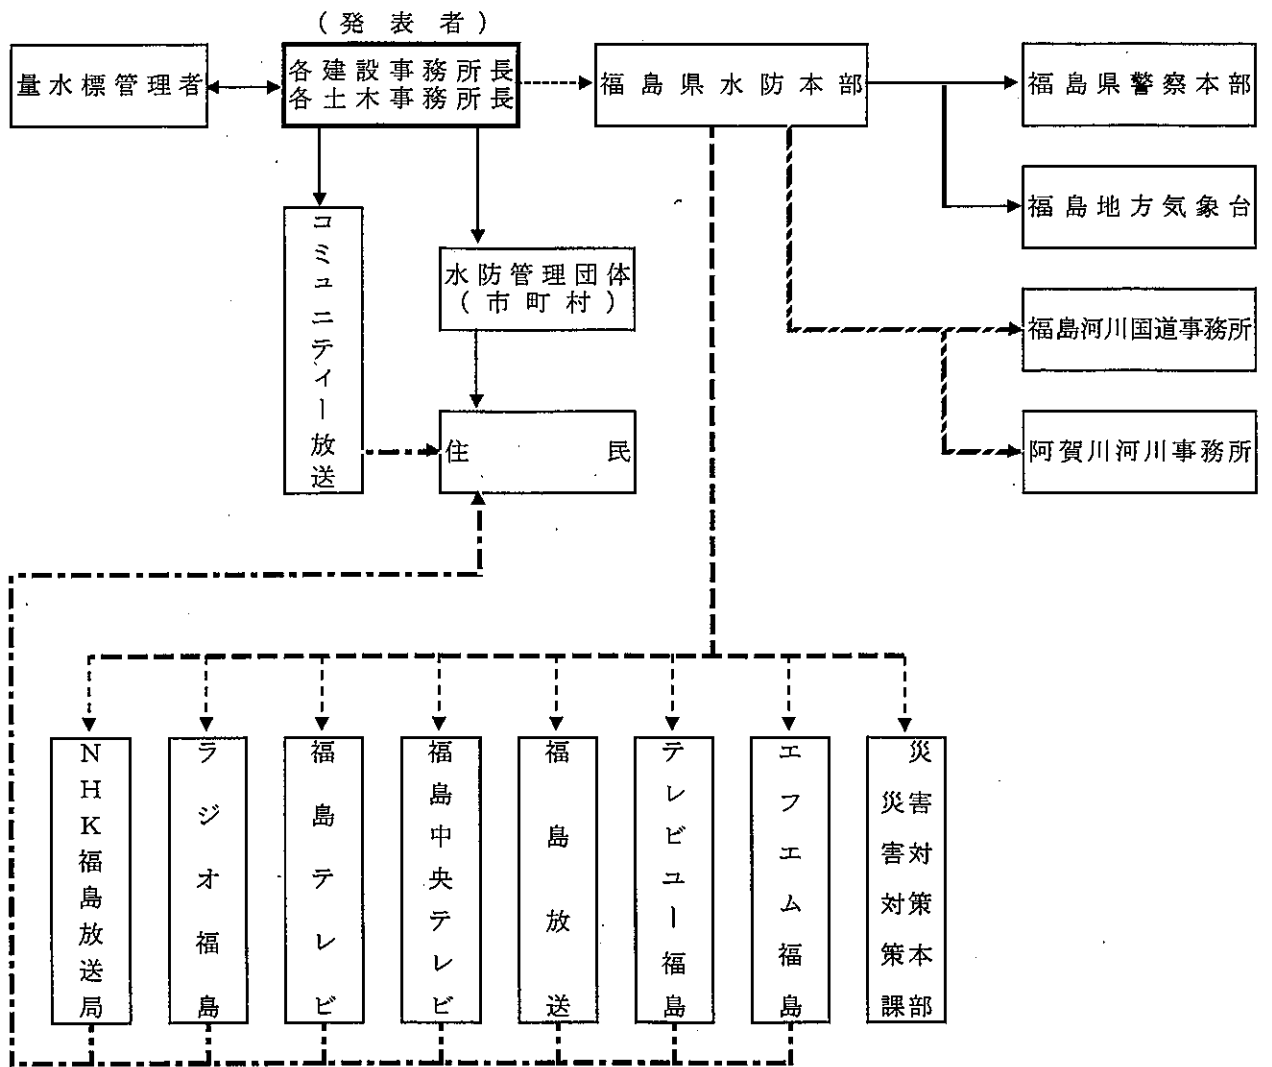 （発表者）
量水標管理者
各建設事務所長
各土木事務所長
福島県水防本部
福島県警察本部
福島地方気象台
コミュニティー放送
水防管理団体
（市町村）
福島河川国道事務所
住民
阿賀川河川事務所
NHK福島放送局
ラジオ福島
福島テレビ
福島中央テレビ
福島放送
テレビユー福島
エフエム福島
災害対策本部
災害対策課